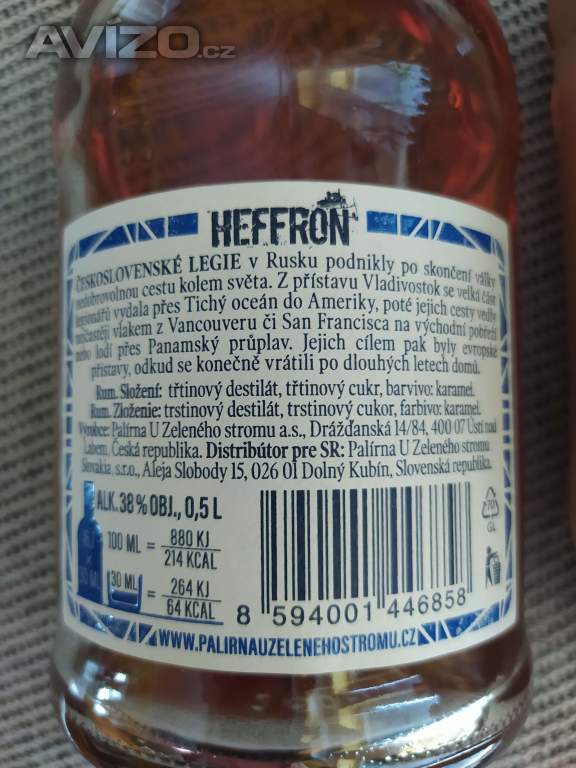 AVÍZO.cz
HEFFRON
ČESKOSLOVENSKÉ LEGIE v Rusku podnikly po skončení války
nedobrovolnou cestu kolem světa. Z přístavu Vladivostok se velká část
legionářů vydala přes Tichý oceán do Ameriky, poté jejich cesty vedly
nejčastěji vlakem z Vancouveru či San Francisca na východní pobřeží
nebo lodí přes Panamský průplav. Jejich cílem pak byly evropské
přístavy, odkud se konečně vrátili po dlouhých letech domů.
Rum. Složení: třtinový destilát, třtinový cukr, barvivo: karamel.
Rum. Zloženie: trstinový destilát, trstinový cukor, farbivo: karamel.
Výrobce: Palírna U Zeleného stromu a.s., Drážďanská 14/84, 400 07 Ústí nad
Labem, Česká republika. Distribútor pre SR: Palírna U Zeleného stromu
Slovakia, s.r.o., Aleja Slobody 15, 026 01 Dolný Kubín, Slovenská republika.
ALK. 38 % OBJ., 0,5 L
100 ML = 880 KJ
214 KCAL
30 ML = 264 KJ
64 KCAL
70
GL
8 594001 446858
WWW.PALIRNAUZELENEHOSTROMU.CZ